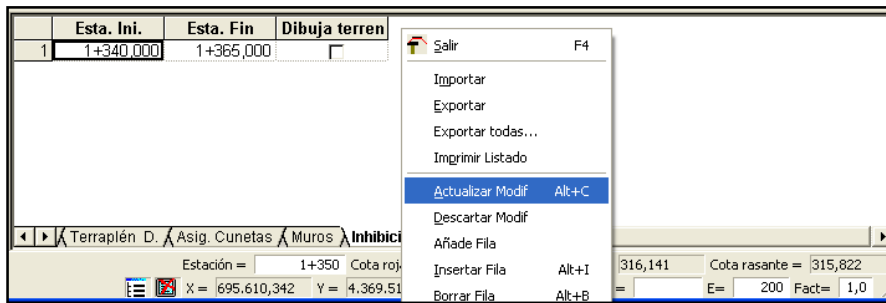 Esta. Ini. Esta. Fin Dibuja terren
1 1+340,000 1+365,000
Salir F4
Importar
Exportar
Exportar todas...
Imprimir Listado
Actualizar Modif Alt+C
Descartar Modif
Añade Fila
Insertar Fila Alt+I
Borrar Fila Alt+B
Terraplén D. Asig. Cunetas Muros Inhibici
Estación = 1+350 Cota roj 316,141 Cota rasante = 315,822
X = 695.610,342 Y = 4.369.51 = E= 200 Fact= 1,0